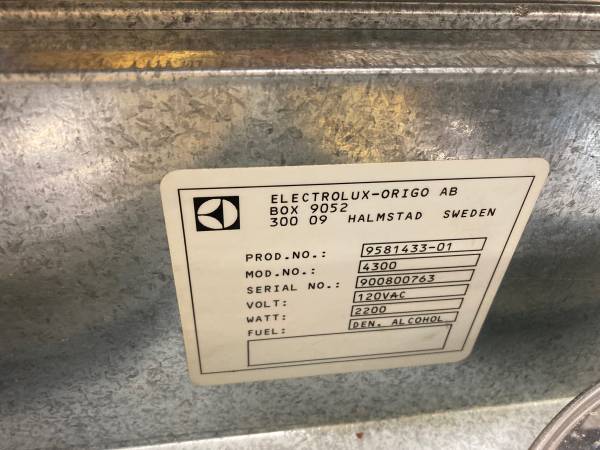 ELECTROLUX-ORIGO AB
BOX 9052
300 09 HALMSTAD SWEDEN
PROD.NO.: 9581433-01
MOD.NO.: 4300
SERIAL NO.: 900800763
VOLT: 120VAC
WATT: 2200
FUEL: DEN. ALCOHOL